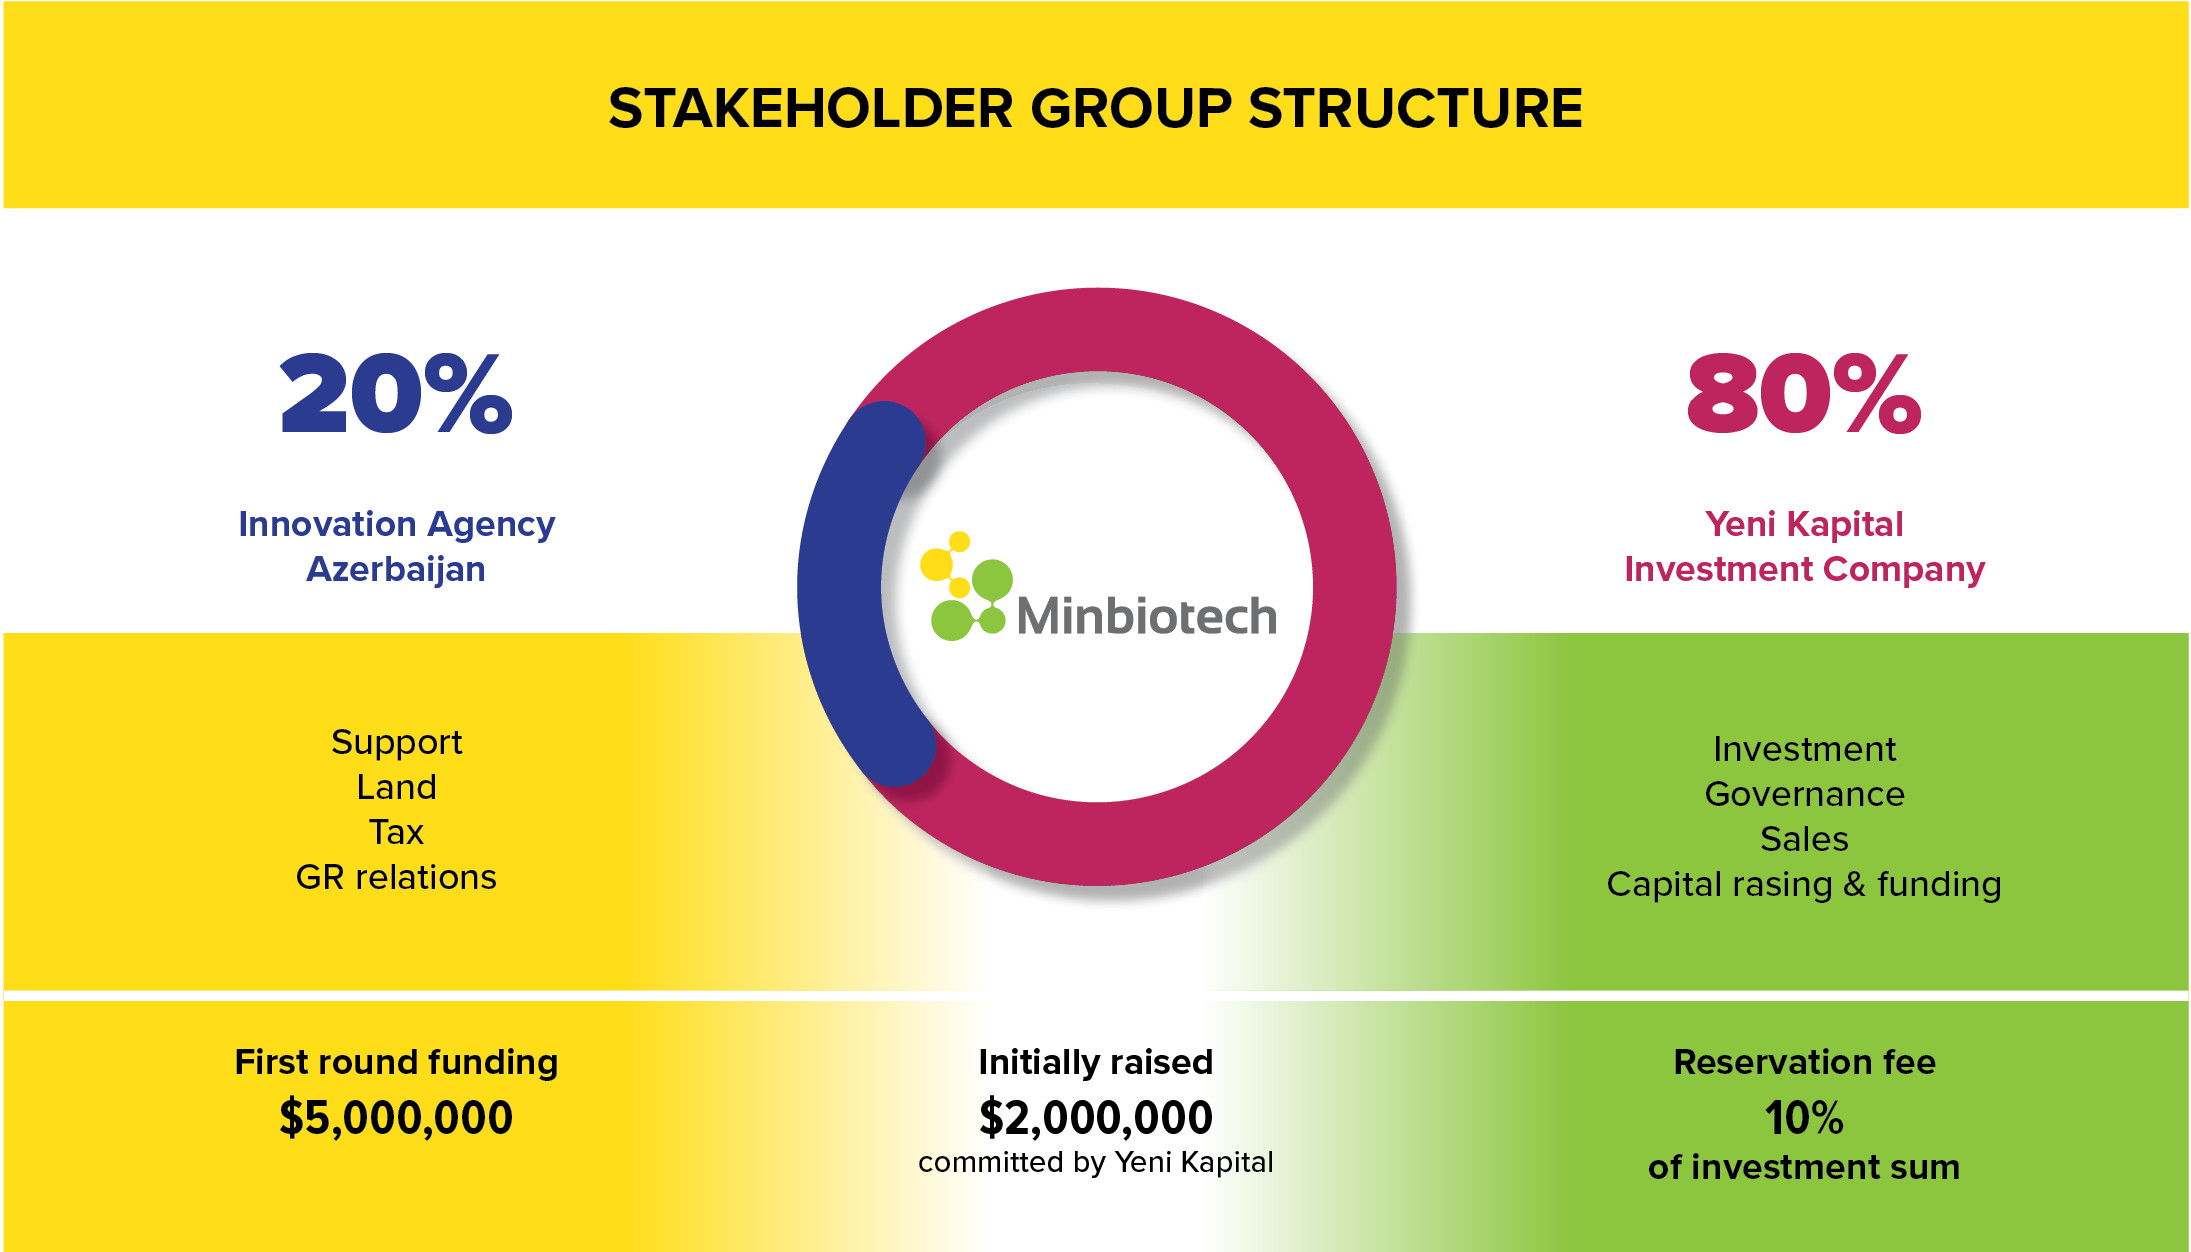 STAKEHOLDER GROUP STRUCTURE
20%
Innovation Agency
Azerbaijan
80%
Yeni Kapital
Investment Company
Minbiotech
Support
Land
Tax
GR relations
Investment
Governance
Sales
Capital rasing & funding
First round funding
$5,000,000
Initially raised
$2,000,000
committed by Yeni Kapital
Reservation fee
10%
of investment sum